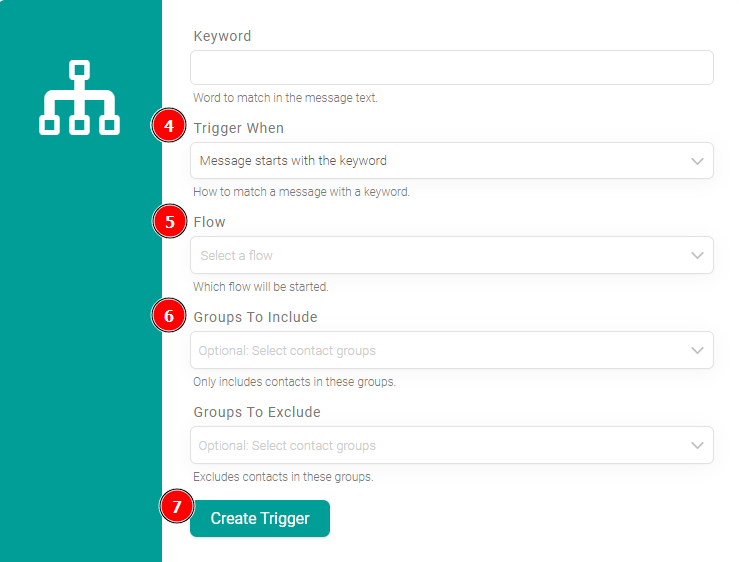 Keyword
Word to match in the message text.
4
Trigger When
Message starts with the keyword
How to match a message with a keyword.
5
Flow
Select a flow
Which flow will be started.
6
Groups To Include
Optional: Select contact groups
Only includes contacts in these groups.
Groups To Exclude
Optional: Select contact groups
Excludes contacts in these groups.
7
Create Trigger